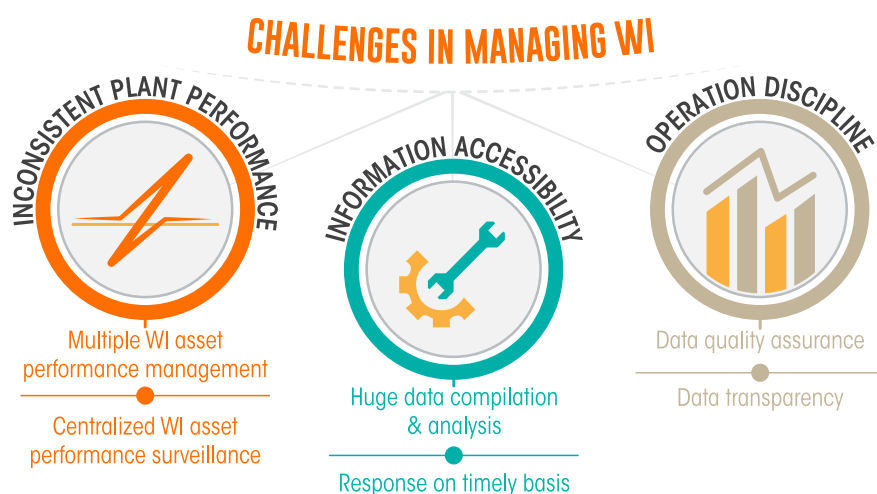 CHALLENGES IN MANAGING WI
INCONSISTENT PLANT PERFORMANCE
Multiple WI asset
performance management
Centralized WI asset
performance surveillance
INFORMATION ACCESSIBILITY
Huge data compilation
& analysis
Response on timely basis
OPERATION DISCIPLINE
Data quality assurance
Data transparency